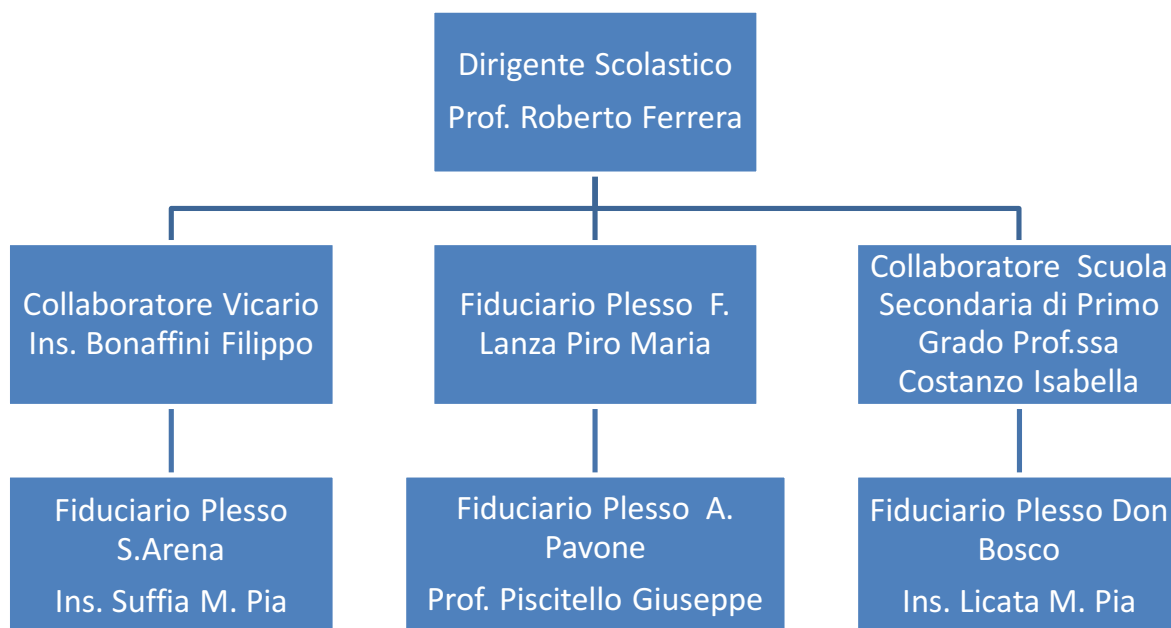 Dirigente Scolastico
Prof. Roberto Ferrera
Collaboratore Vicario
Ins. Bonaffini Filippo
Fiduciario Plesso F.
Lanza Piro Maria
Collaboratore Scuola
Secondaria di Primo
Grado Prof.ssa
Costanzo Isabella
Fiduciario Plesso
S.Arena
Ins. Suffia M. Pia
Fiduciario Plesso A.
Pavone
Prof. Piscitello Giuseppe
Fiduciario Plesso Don
Bosco
Ins. Licata M. Pia